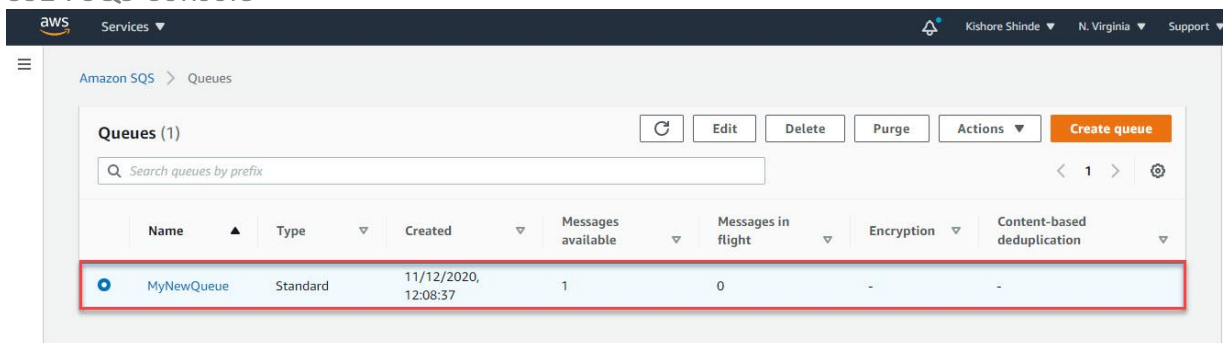 aws Services ▼ Kishore Shinde ▼ N. Virginia ▼ Support ▼
Amazon SQS > Queues
Queues (1) Edit Delete Purge Actions ▼ Create queue
Search queues by prefix < 1 >
Name Type Created Messages available Messages in flight Encryption Content-based deduplication
MyNewQueue Standard 11/12/2020, 12:08:37 1 0 - -